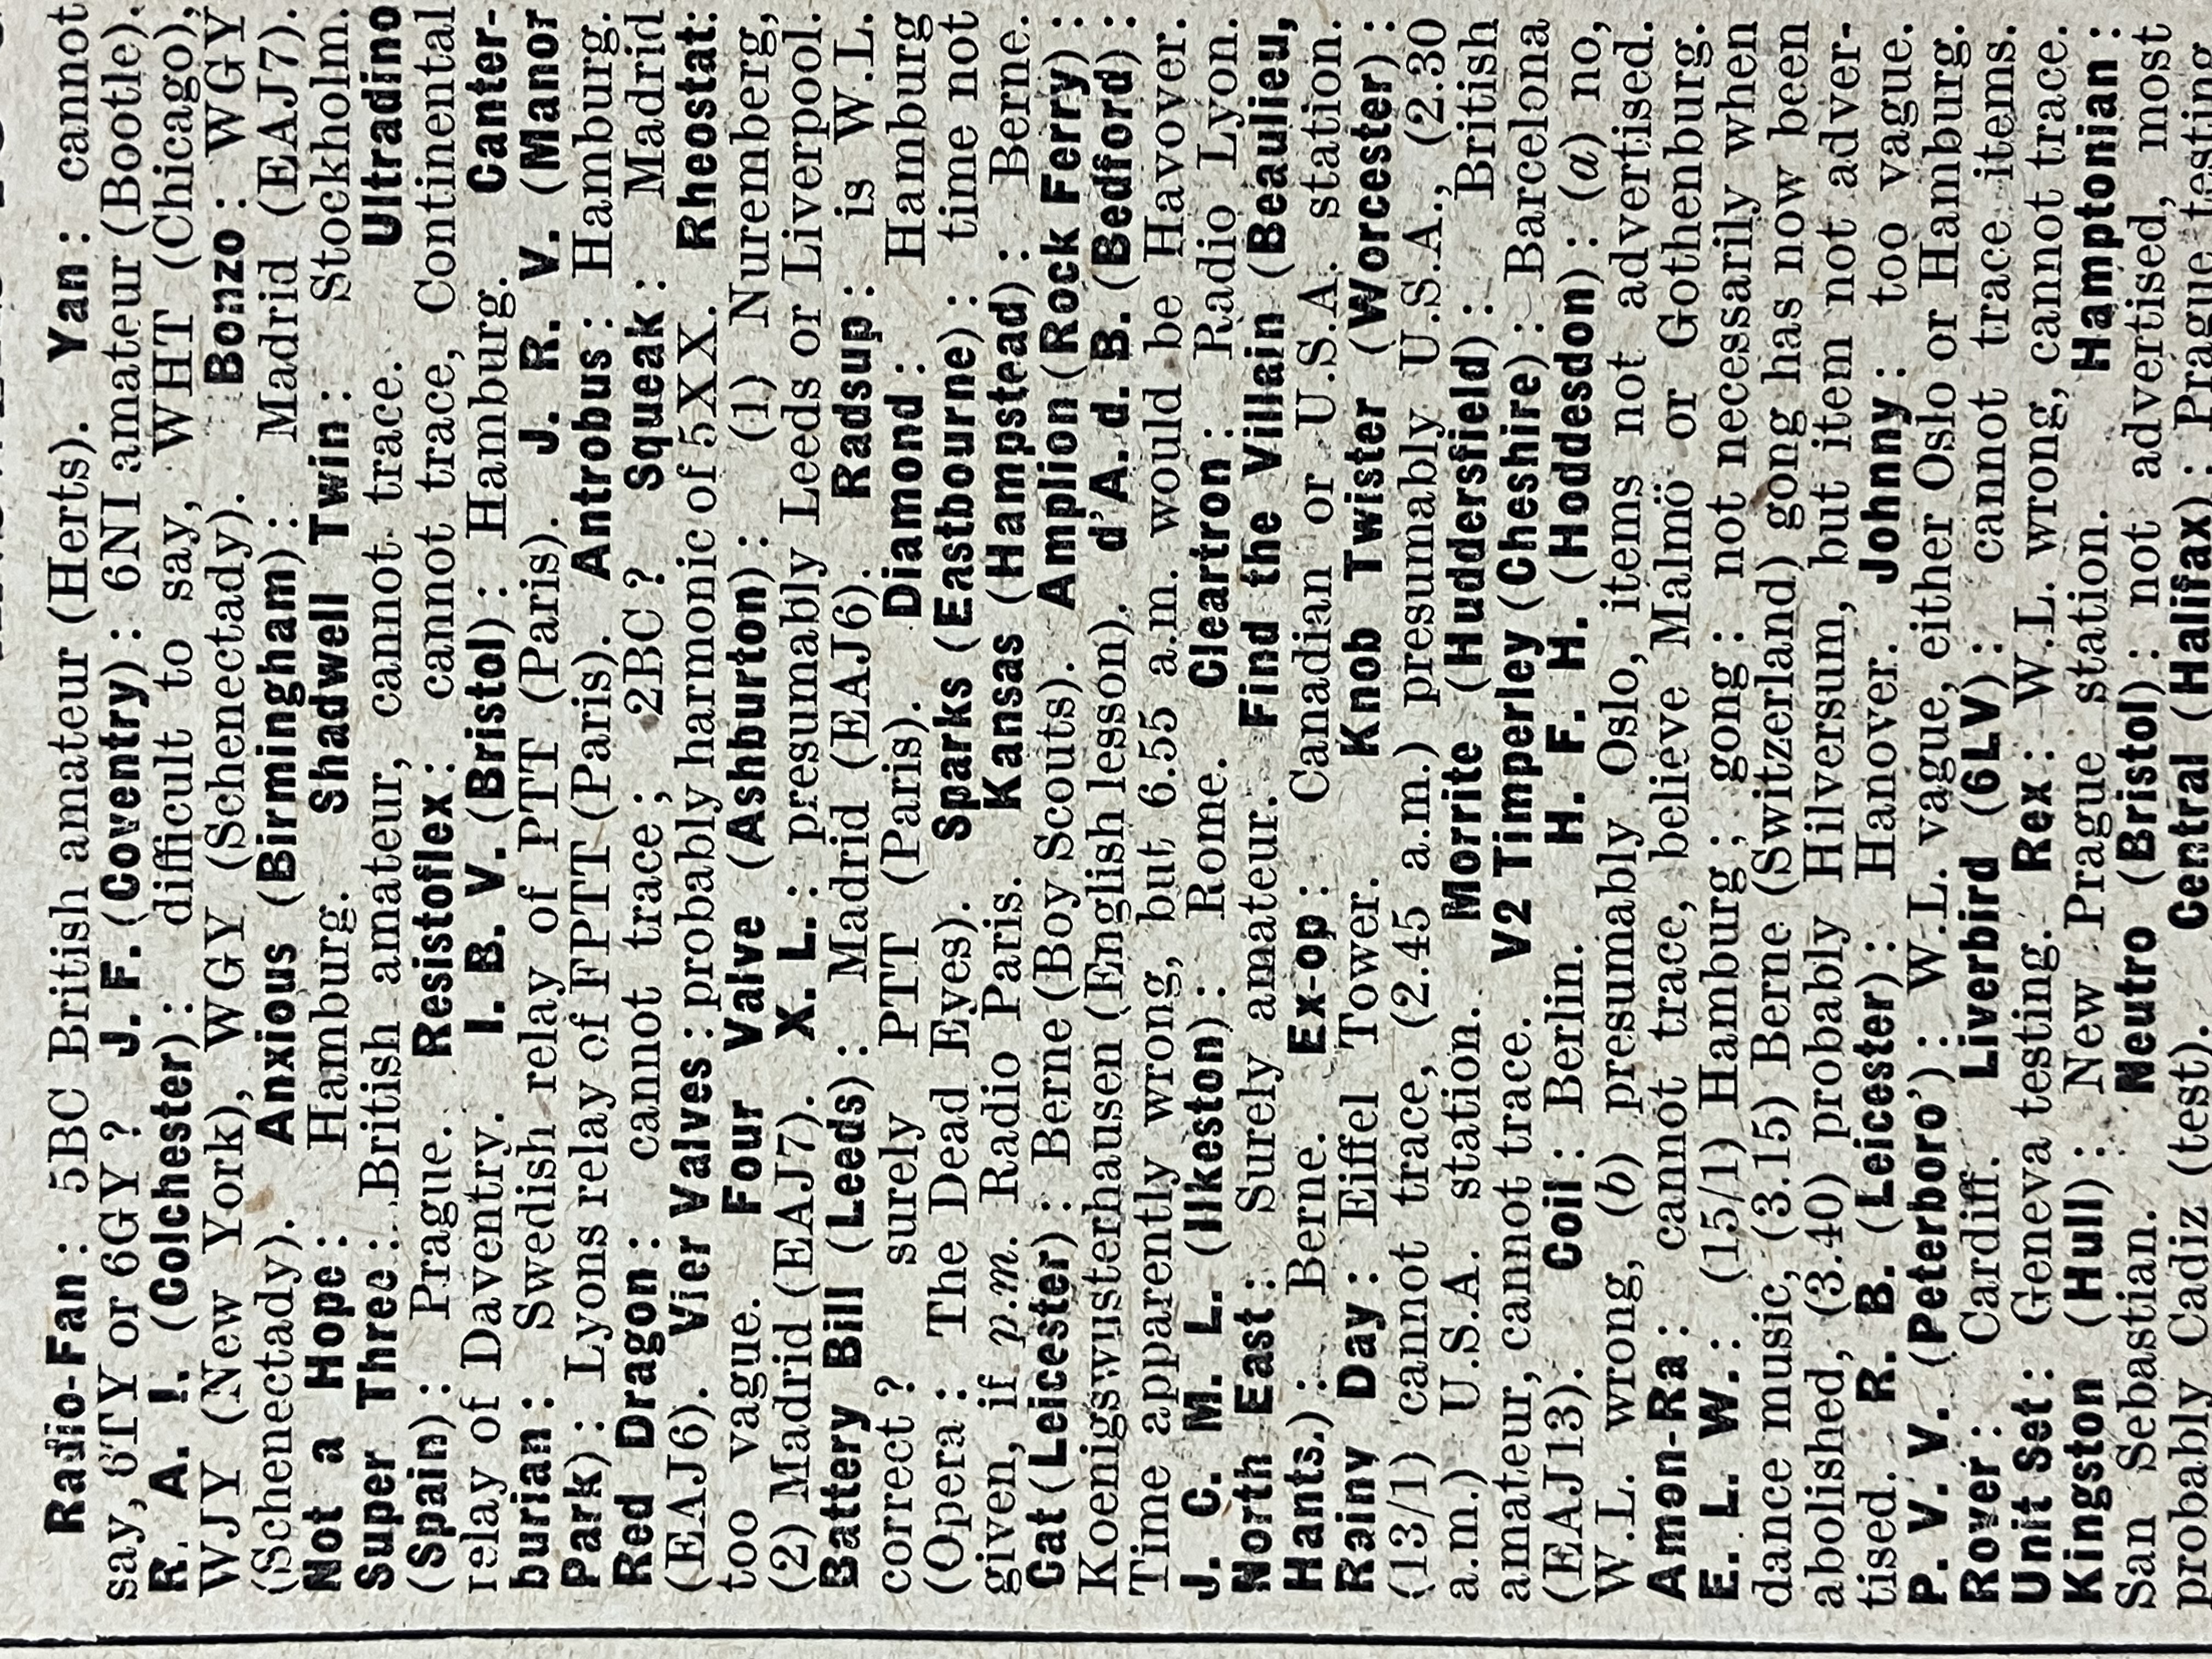 Radio-Fan: 5BC British amateur (Herts). Yan: cannot
say, 6TY or 6GY? J. F. (Coventry): 6NI amateur (Bootle).
R. A. I. (Colchester): difficult to say, WHT (Chicago),
WJY (New York), WGY (Schenectady). Bonzo: WGY
(Schenectady). Anxious (Birmingham): Madrid (EAJ7).
Not a Hope: Hamburg. Shadwell Twin: Stockholm.
Super Three: British amateur, cannot trace. Ultradino
(Spain): Prague. Resistoflex: cannot trace, Continental
relay of Daventry. I. B. V. (Bristol): Hamburg. Canter-
burian: Swedish relay of PTT (Paris). J. R. V. (Manor
Park): Lyons relay of FPTT (Paris). Antrobus: Hamburg.
Red Dragon: cannot trace; 2BC? Squeak: Madrid
(EAJ6). Vier Valves: probably harmonic of 5XX. Rheostat:
too vague. Four Valve (Ashburton): (1) Nuremberg,
(2) Madrid (EAJ7). X. L.: presumably Leeds or Liverpool.
Battery Bill (Leeds): Madrid (EAJ6). Radsup: is W.L.
correct? surely PTT (Paris). Diamond: Hamburg
(Opera: The Dead Eyes). Sparks (Eastbourne): time not
given, if p.m. Radio Paris. Kansas (Hampstead): Berne.
Cat (Leicester): Berne (Boy Scouts). Amplion (Rock Ferry):
Koenigswusterhausen (English lesson). d'A. d. B. (Bedford):
Time apparently wrong, but 6.55 a.m. would be Havover.
J. C. M. L. (Ilkeston): Rome. Cleartron: Radio Lyon.
North East: Surely amateur. Find the Villain (Beaulieu,
Hants.): Berne. Ex-op: Canadian or U.S.A. station.
Rainy Day: Eiffel Tower. Knob Twister (Worcester):
(13/1) cannot trace, (2.45 a.m.) presumably U.S.A., (2.30
a.m.) U.S.A. station. Morrite (Huddersfield): British
amateur, cannot trace. V2 Timperley (Cheshire): Barcelona
(EAJ13). Coil: Berlin. H. F. H. (Hoddesdon): (a) no,
W.L. wrong, (b) presumably Oslo, items not advertised.
Amon-Ra: cannot trace, believe Malmö or Gothenburg.
E. L. W.: (15/1) Hamburg; gong: not necessarily when
dance music, (3.15) Berne (Switzerland) gong has now been
abolished, (3.40) probably Hilversum, but item not adver-
tised. R. B. (Leicester): Hanover. Johnny: too vague.
P. V. V. (Peterboro'): W.L. vague, either Oslo or Hamburg.
Rover: Cardiff. Liverbird (6LV): cannot trace items.
Unit Set: Geneva testing. Rex: W.L. wrong, cannot trace.
Kingston (Hull): New Prague station. Hamptonian:
San Sebastian. Neutro (Bristol): not advertised, most
probably Cadiz (test). Central (Halifax): Prague testing.